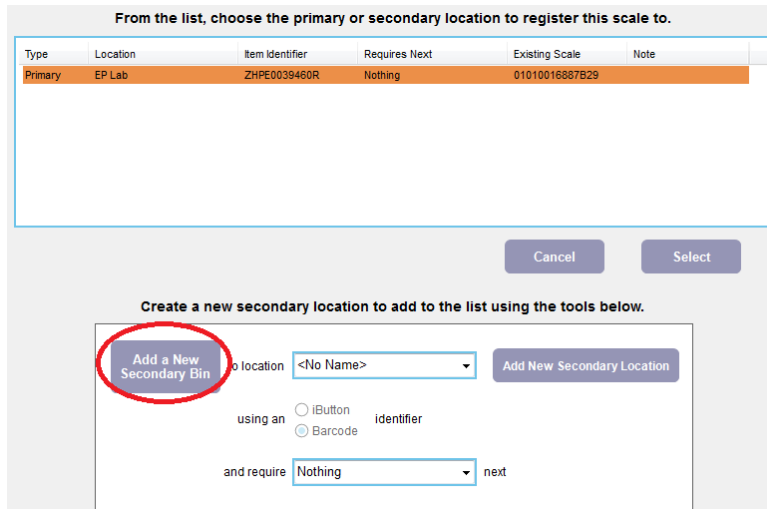 From the list, choose the primary or secondary location to register this scale to.
Type Location Item Identifier Requires Next Existing Scale Note
Primary EP Lab ZHPE0039460R Nothing 01010016887B29
Cancel Select
Create a new secondary location to add to the list using the tools below.
Add a New
Secondary Bin
o location <No Name> Add New Secondary Location
using an
iButton
Barcode
identifier
and require Nothing next